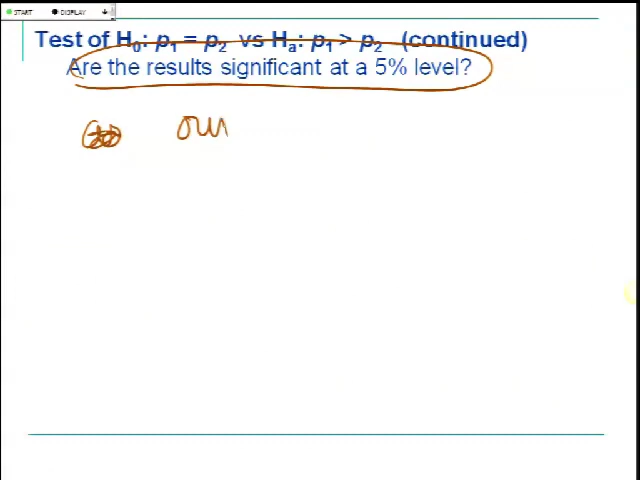 START DISPLAY
Test of H₀: p₁ = p₂ vs Hₐ: p₁ > p₂ (continued)
Are the results significant at a 5% level?
our